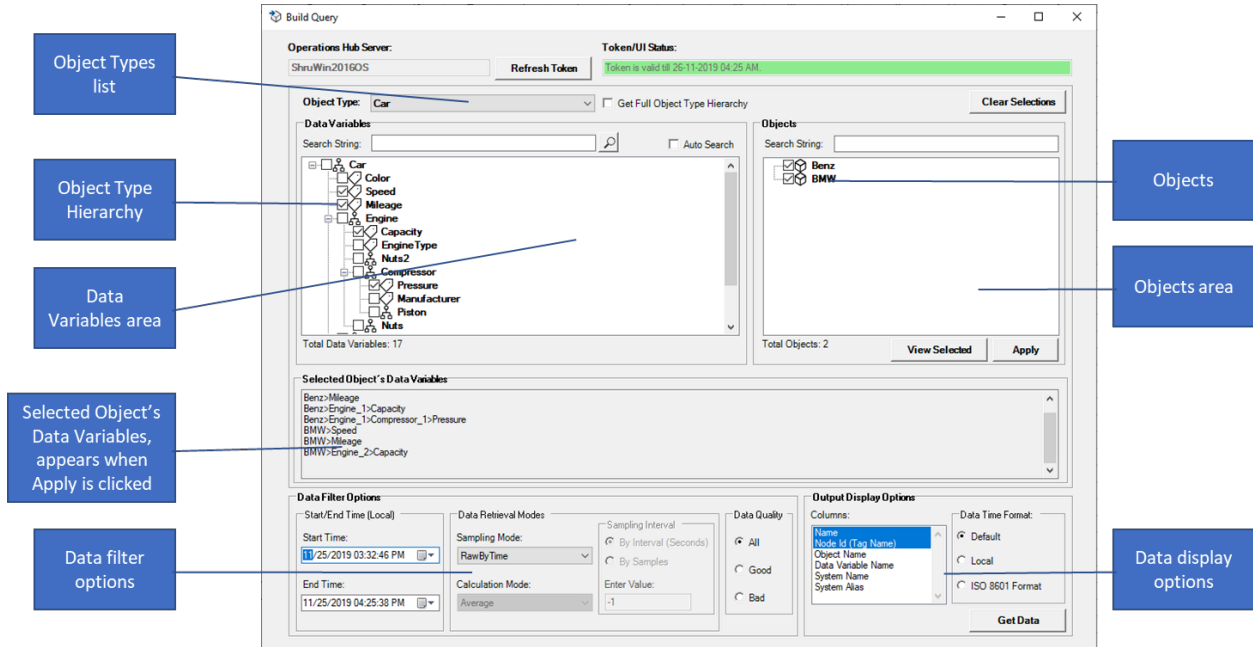 Build Query
Operations Hub Server:
Token/UI Status:
ShruWin2016OS
Refresh Token
Token is valid till 26-11-2019 04:25 AM.
Object Types
list
Object Type:
Car
Get Full Object Type Hierarchy
Clear Selections
Data Variables
Search String:
Auto Search
Objects
Search String:
Car
Color
Speed
Mileage
Engine
Capacity
EngineType
Nuts2
Compressor
Pressure
Manufacturer
Piston
Nuts
Benz
BMW
Object Type
Hierarchy
Objects
Data
Variables area
Objects area
Total Data Variables: 17
Total Objects: 2
View Selected
Apply
Selected Object's Data Variables
Benz>Mileage
Benz>Engine_1>Capacity
Benz>Engine_1>Compressor_1>Pressure
BMW>Speed
BMW>Mileage
BMW>Engine_2>Capacity
Selected Object's
Data Variables,
appears when
Apply is clicked
Data Filter Options
Start/End Time (Local)
Start Time:
11/25/2019 03:32:46 PM
End Time:
11/25/2019 04:25:38 PM
Data Retrieval Modes
Sampling Mode:
RawByTime
Calculation Mode:
Average
Sampling Interval
By Interval (Seconds)
By Samples
Enter Value:
-1
Data Quality
All
Good
Bad
Output Display Options
Columns:
Name
Node Id (Tag Name)
Object Name
Data Variable Name
System Name
System Alias
Data Time Format:
Default
Local
ISO 8601 Format
Get Data
Data filter
options
Data display
options